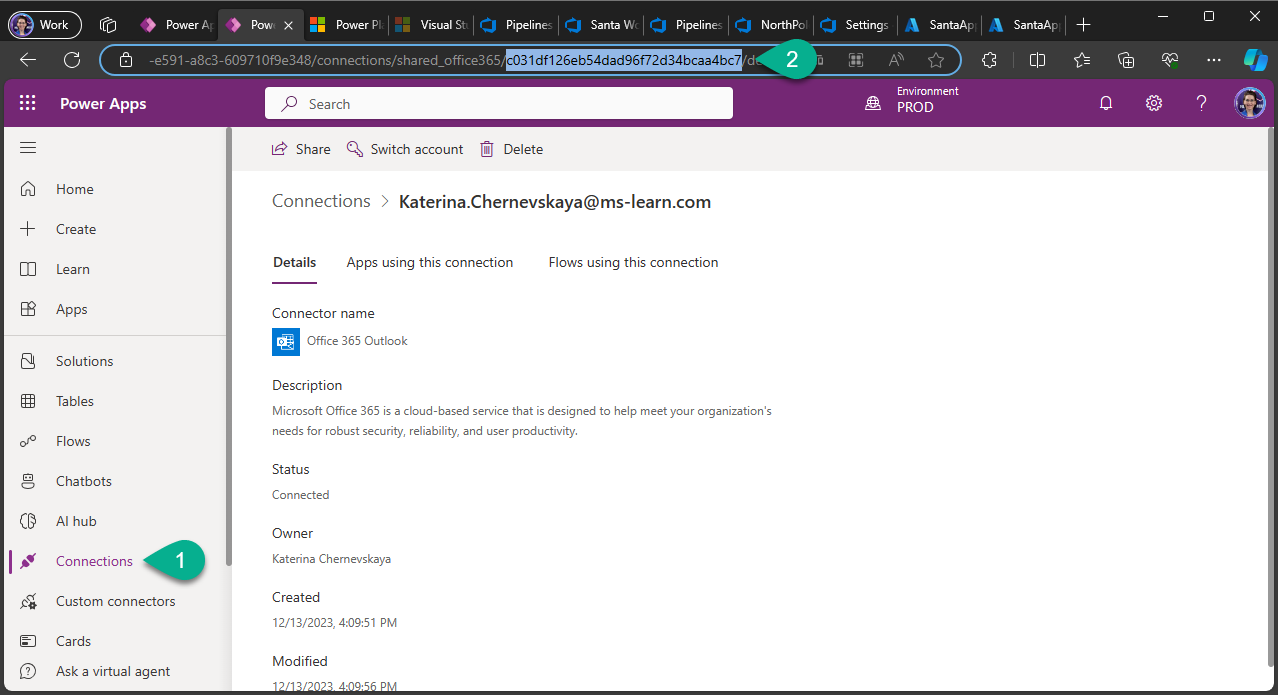 Work
Power Ap
Powe
Power Pl
Visual Stu
Pipelines
Santa Wo
Pipelines
NorthPol
Settings
SantaApp
SantaApp
-e591-a8c3-609710f9e348/connections/shared_office365/c031df126eb54dad96f72d34bcaa4bc7/de
2
Power Apps
Search
Environment
PROD
Share
Switch account
Delete
Home
Create
Learn
Apps
Solutions
Tables
Flows
Chatbots
AI hub
Connections
1
Custom connectors
Cards
Ask a virtual agent
Connections > Katerina.Chernevskaya@ms-learn.com
Details
Apps using this connection
Flows using this connection
Connector name
Office 365 Outlook
Description
Microsoft Office 365 is a cloud-based service that is designed to help meet your organization's
needs for robust security, reliability, and user productivity.
Status
Connected
Owner
Katerina Chernevskaya
Created
12/13/2023, 4:09:51 PM
Modified
12/13/2023, 4:09:56 PM